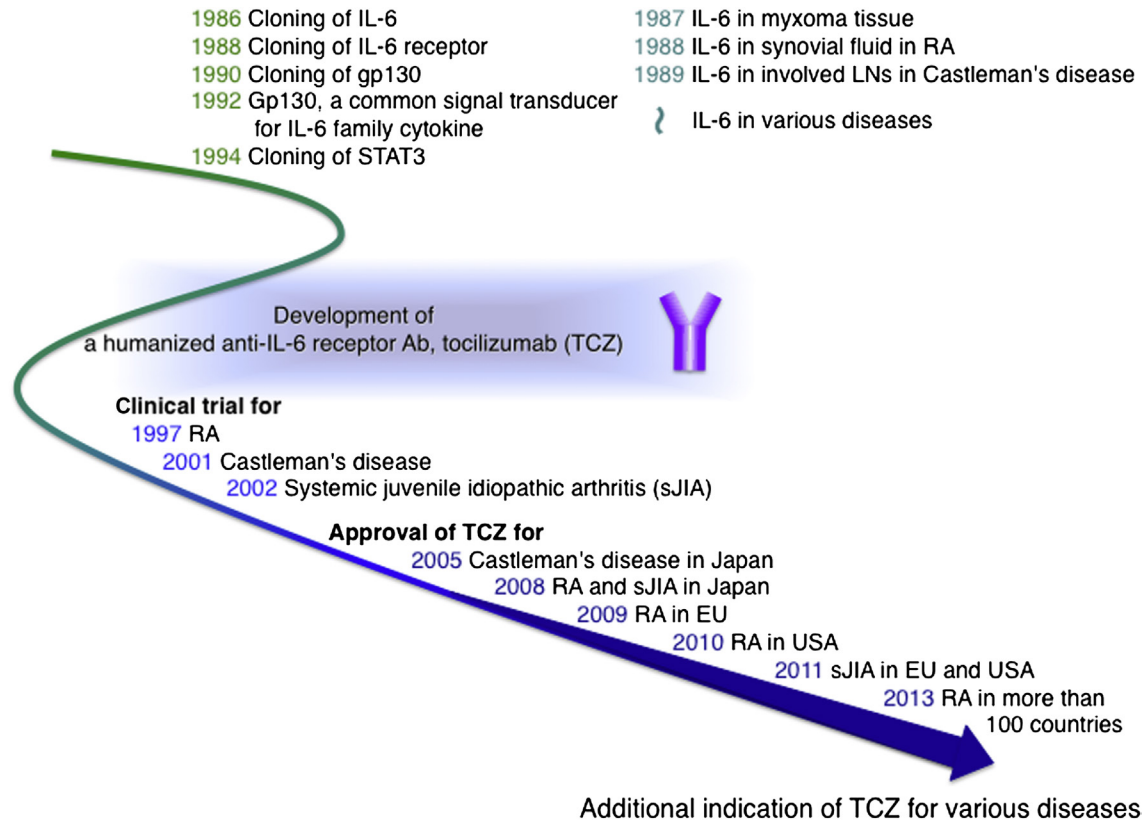 1986 Cloning of IL-6
1988 Cloning of IL-6 receptor
1990 Cloning of gp130
1992 Gp130, a common signal transducer
for IL-6 family cytokine
1994 Cloning of STAT3
1987 IL-6 in myxoma tissue
1988 IL-6 in synovial fluid in RA
1989 IL-6 in involved LNs in Castleman's disease
~ IL-6 in various diseases
Development of
a humanized anti-IL-6 receptor Ab, tocilizumab (TCZ)
Clinical trial for
1997 RA
2001 Castleman's disease
2002 Systemic juvenile idiopathic arthritis (sJIA)
Approval of TCZ for
2005 Castleman's disease in Japan
2008 RA and sJIA in Japan
2009 RA in EU
2010 RA in USA
2011 sJIA in EU and USA
2013 RA in more than
100 countries
Additional indication of TCZ for various diseases